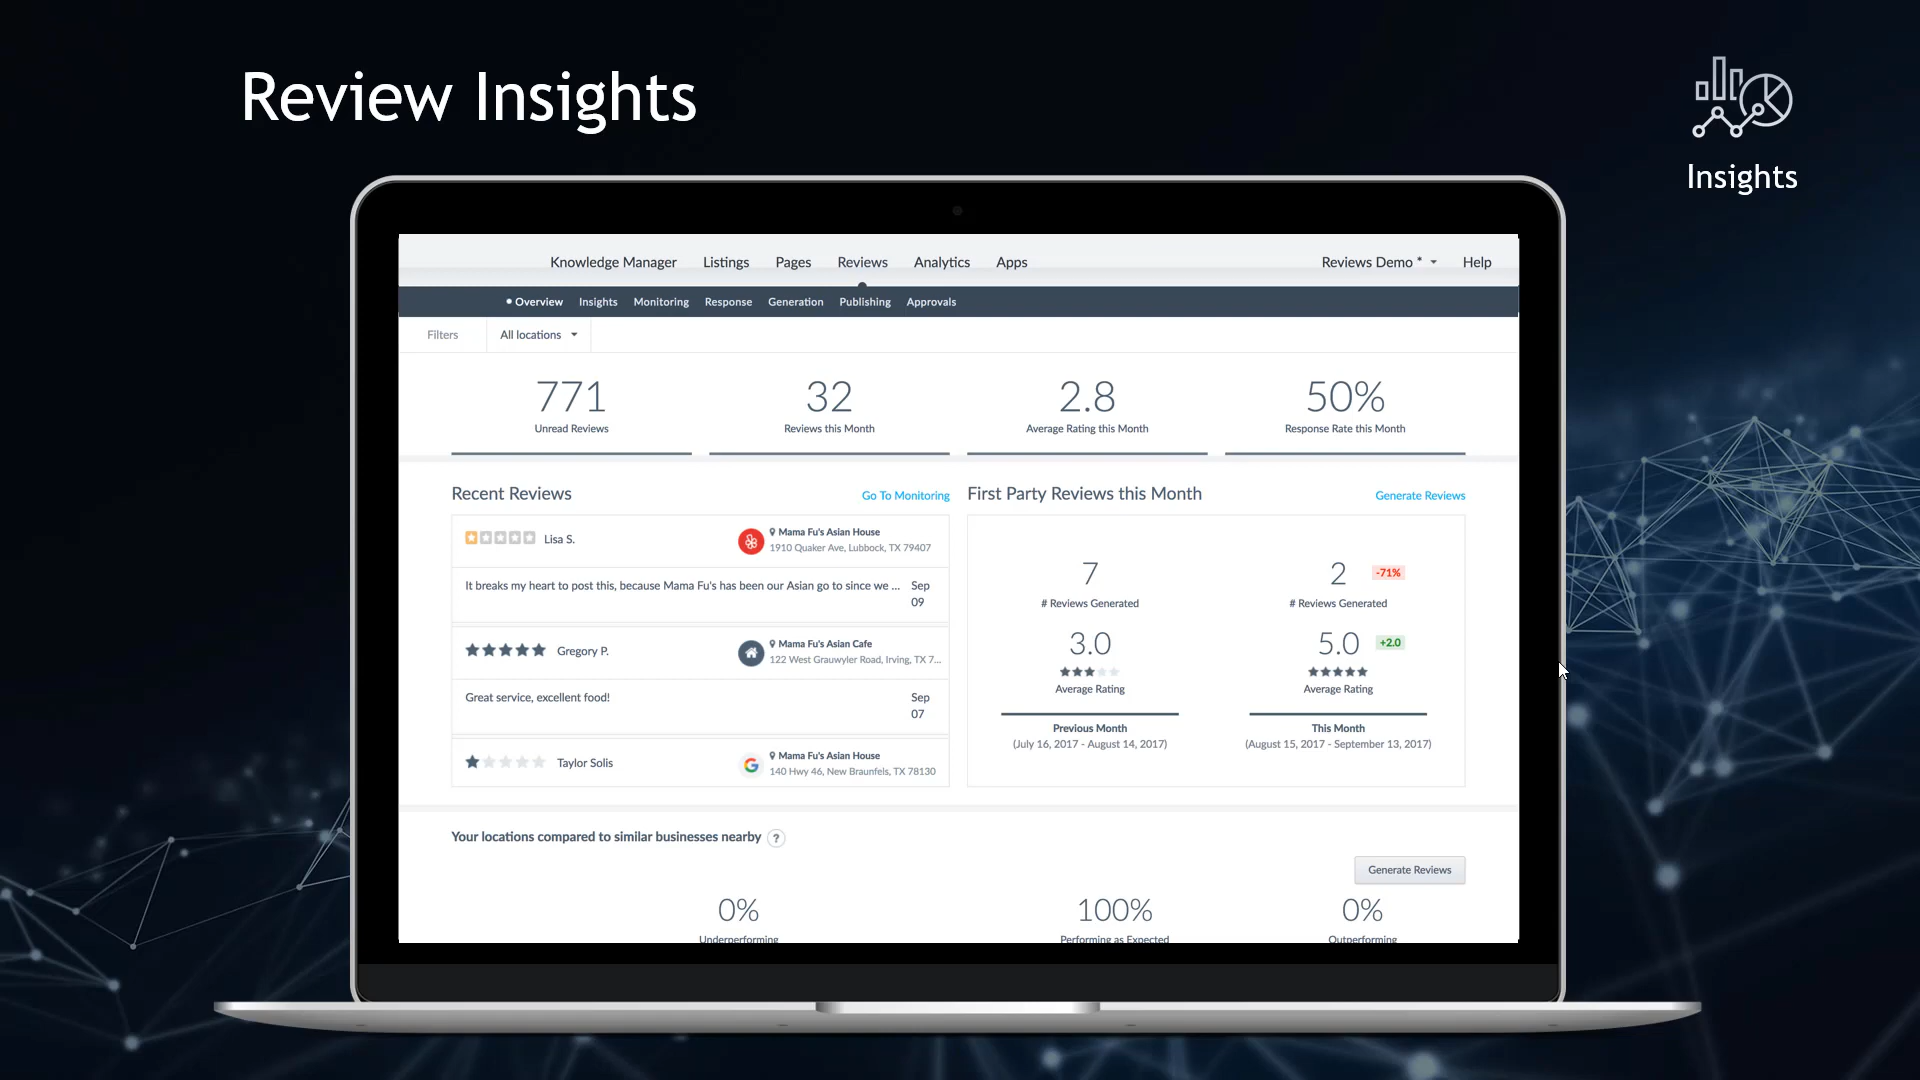 Review Insights
Insights
Knowledge Manager Listings Pages Reviews Analytics Apps Reviews Demo * Help
Overview Insights Monitoring Response Generation Publishing Approvals
Filters All locations
771 32 2.8 50%
Unread Reviews Reviews this Month Average Rating this Month Response Rate this Month
Recent Reviews Go To Monitoring
Lisa S.
Mama Fu's Asian House
1910 Quaker Ave, Lubbock, TX 79407
It breaks my heart to post this, because Mama Fu's has been our Asian go to since we ... Sep
09
Gregory P.
Mama Fu's Asian Cafe
122 West Grauwyler Road, Irving, TX 7...
Great service, excellent food! Sep
07
Taylor Solis
Mama Fu's Asian House
140 Hwy 46, New Braunfels, TX 78130
First Party Reviews this Month Generate Reviews
7 2 -71%
# Reviews Generated # Reviews Generated
3.0 5.0 +2.0
Average Rating Average Rating
Previous Month This Month
(July 16, 2017 - August 14, 2017) (August 15, 2017 - September 13, 2017)
Your locations compared to similar businesses nearby ?
Generate Reviews
0% 100% 0%
Underperforming Performing as Expected Outperforming